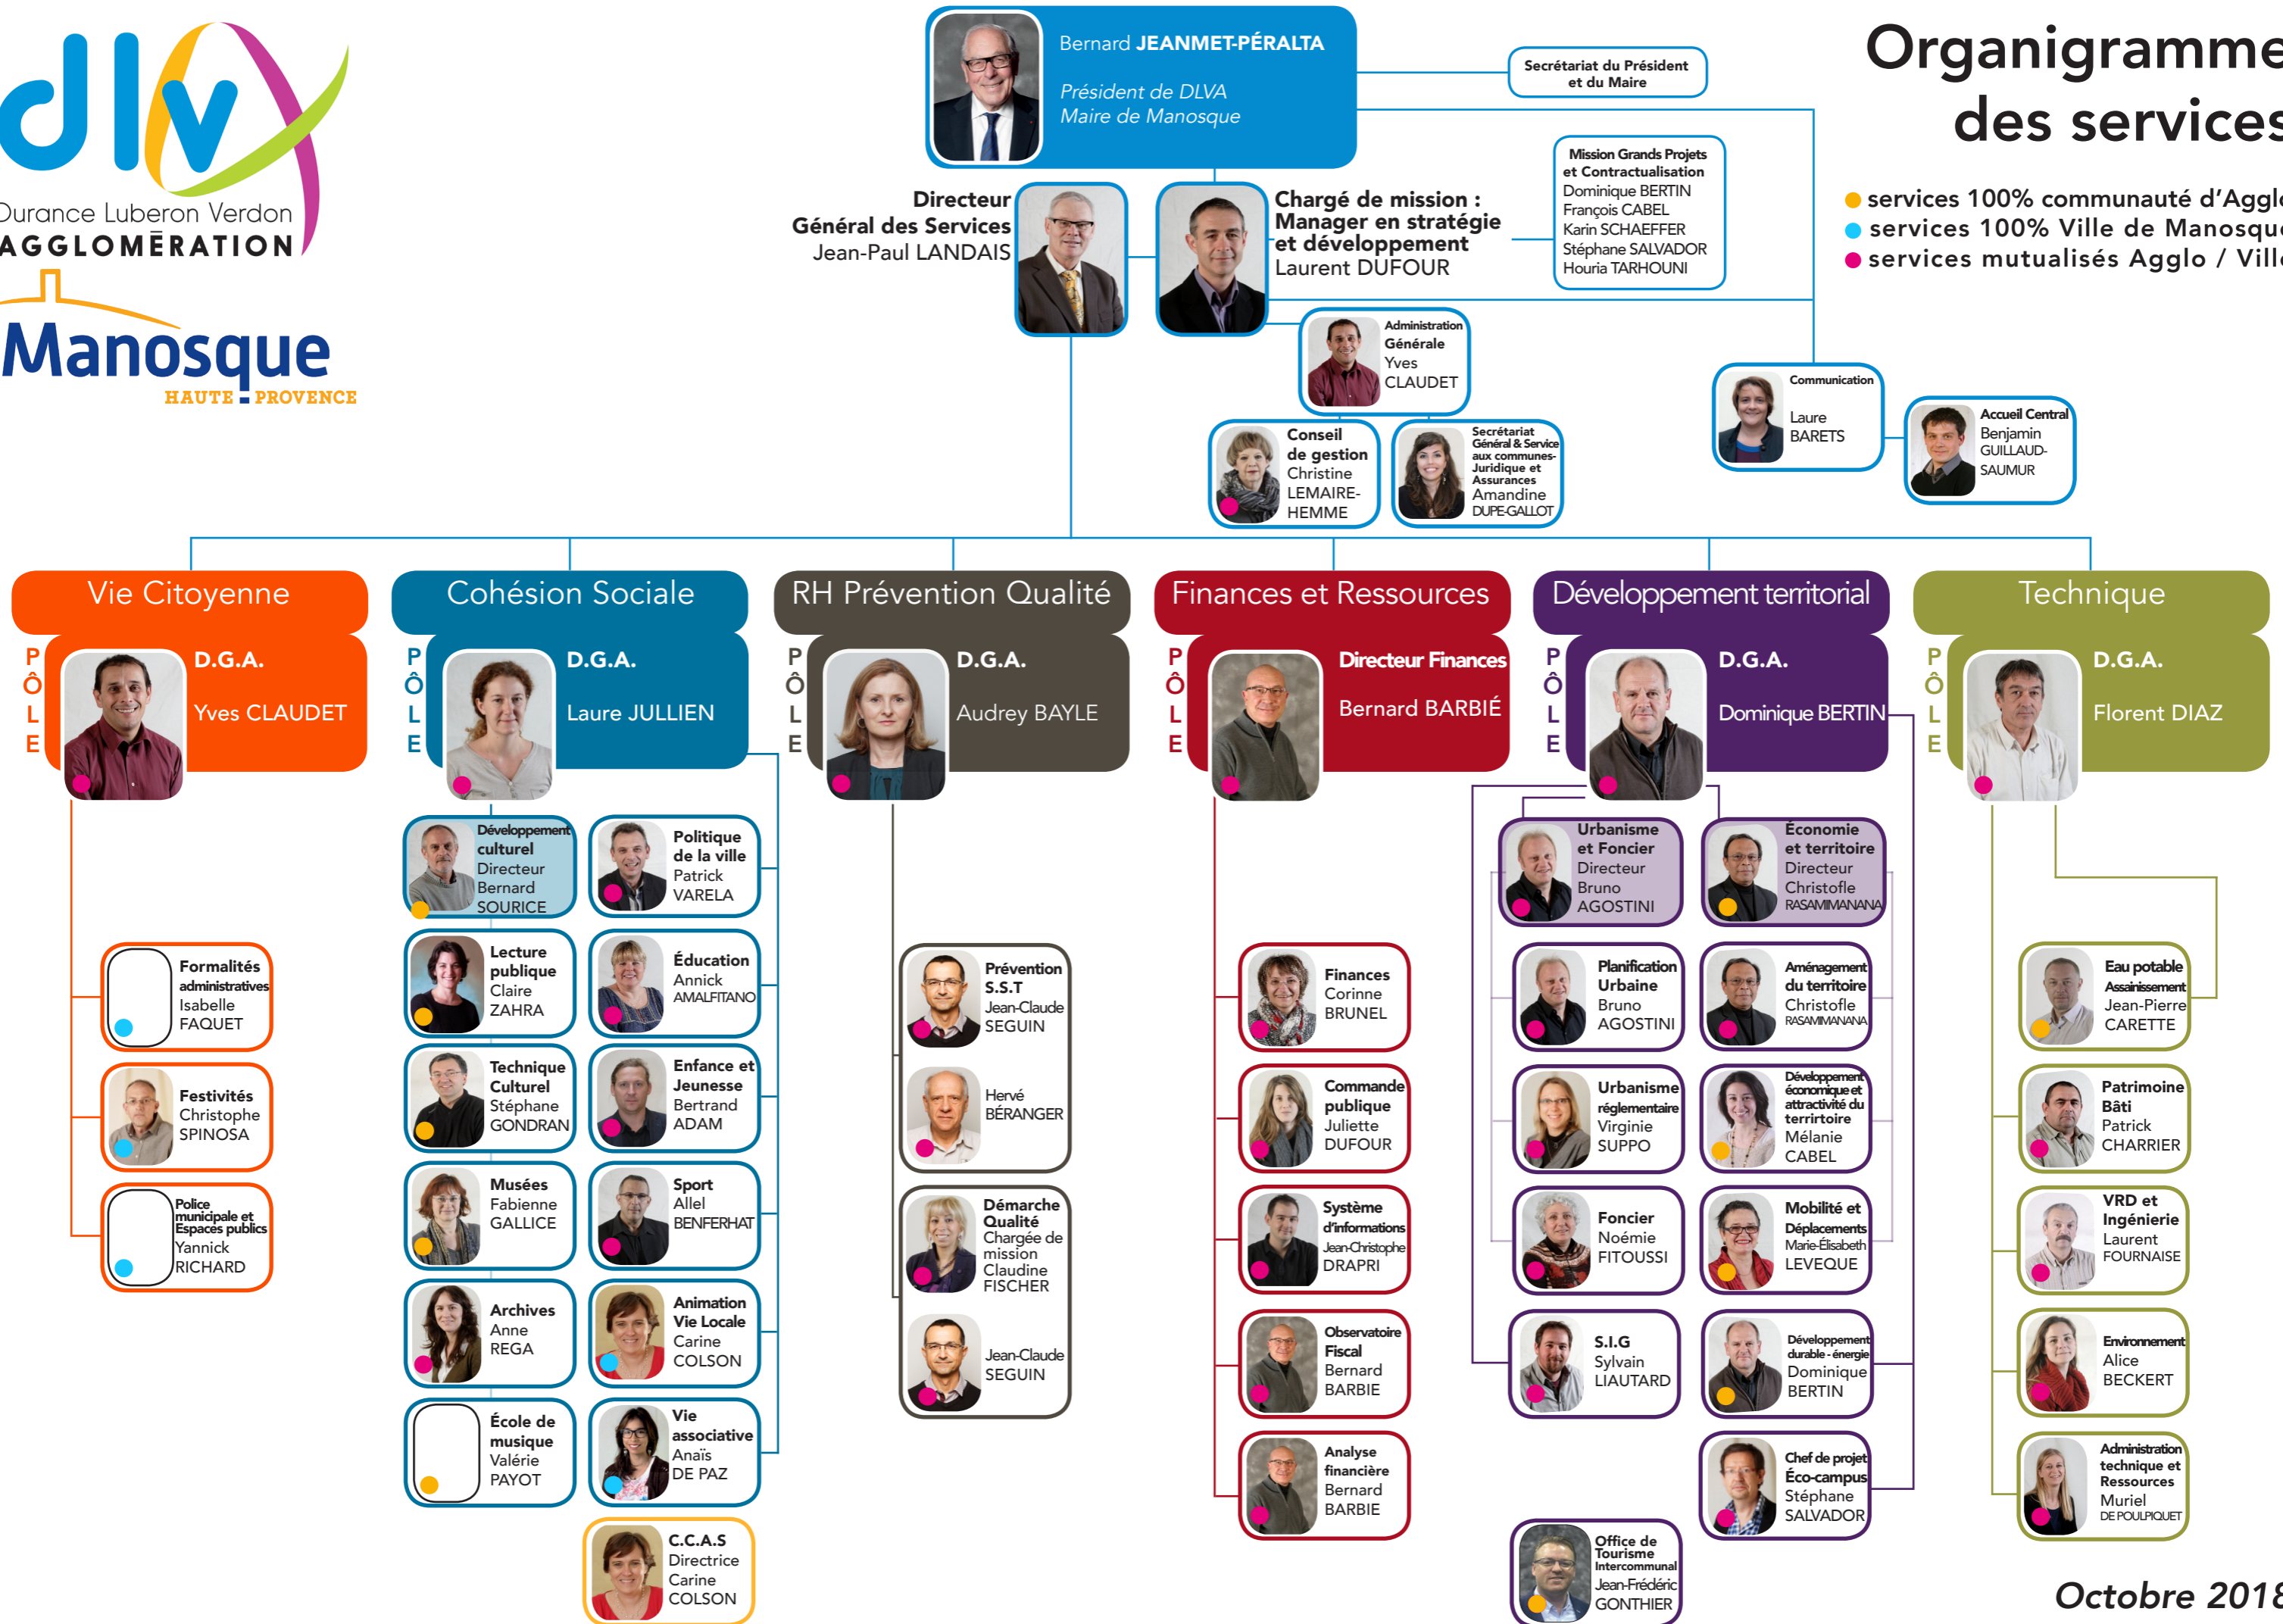 dlv
Durance Luberon Verdon
AGGLOMĒRATION
Manosque
HAUTE PROVENCE
Bernard JEANMET-PÉRALTA
Président de DLVA
Maire de Manosque
Secrétariat du Président
et du Maire
Organigramme
des services
services 100% communauté d'Agglo
services 100% Ville de Manosque
services mutualisés Agglo / Ville
Directeur
Général des Services
Jean-Paul LANDAIS
Chargé de mission :
Manager en stratégie
et développement
Laurent DUFOUR
Mission Grands Projets
et Contractualisation
Dominique BERTIN
François CABEL
Karin SCHAEFFER
Stéphane SALVADOR
Houria TARHOUNI
Administration
Générale
Yves
CLAUDET
Conseil
de gestion
Christine
LEMAIRE-
HEMME
Secrétariat
Général & Service
aux communes-
Juridique et
Assurances
Amandine
DUPE-GALLOT
Communication
Laure
BARETS
Accueil Central
Benjamin
GUILLAUD-
SAUMUR
Vie Citoyenne
PÔLE
D.G.A.
Yves CLAUDET
Formalités
administratives
Isabelle
FAQUET
Festivités
Christophe
SPINOSA
Police
municipale et
Espaces publics
Yannick
RICHARD
Cohésion Sociale
PÔLE
D.G.A.
Laure JULLIEN
Développement
culturel
Directeur
Bernard
SOURICE
Lecture
publique
Claire
ZAHRA
Technique
Culturel
Stéphane
GONDRAN
Musées
Fabienne
GALLICE
Archives
Anne
REGA
École de
musique
Valérie
PAYOT
Politique
de la ville
Patrick
VARELA
Éducation
Annick
AMALFITANO
Enfance et
Jeunesse
Bertrand
ADAM
Sport
Allel
BENFERHAT
Animation
Vie Locale
Carine
COLSON
Vie
associative
Anaïs
DE PAZ
C.C.A.S
Directrice
Carine
COLSON
RH Prévention Qualité
PÔLE
D.G.A.
Audrey BAYLE
Prévention
S.S.T
Jean-Claude
SEGUIN
Hervé
BÉRANGER
Démarche
Qualité
Chargée de
mission
Claudine
FISCHER
Jean-Claude
SEGUIN
Finances et Ressources
PÔLE
Directeur Finances
Bernard BARBIÉ
Finances
Corinne
BRUNEL
Commande
publique
Juliette
DUFOUR
Système
d'informations
Jean-Christophe
DRAPRI
Observatoire
Fiscal
Bernard
BARBIE
Analyse
financière
Bernard
BARBIE
Développement territorial
PÔLE
D.G.A.
Dominique BERTIN
Urbanisme
et Foncier
Directeur
Bruno
AGOSTINI
Planification
Urbaine
Bruno
AGOSTINI
Urbanisme
réglementaire
Virginie
SUPPO
Foncier
Noémie
FITOUSSI
S.I.G
Sylvain
LIAUTARD
Économie
et territoire
Directeur
Christofle
RASAMIMANANA
Aménagement
du territoire
Christofle
RASAMIMANANA
Développement
économique et
attractivité du
terrirtoire
Mélanie
CABEL
Mobilité et
Déplacements
Marie-Élisabeth
LEVEQUE
Développement
durable - énergie
Dominique
BERTIN
Chef de projet
Éco-campus
Stéphane
SALVADOR
Office de
Tourisme
Intercommunal
Jean-Frédéric
GONTHIER
Technique
PÔLE
D.G.A.
Florent DIAZ
Eau potable
Assainissement
Jean-Pierre
CARETTE
Patrimoine
Bâti
Patrick
CHARRIER
VRD et
Ingénierie
Laurent
FOURNAISE
Environnement
Alice
BECKERT
Administration
technique et
Ressources
Muriel
DE POULPIQUET
Octobre 2018